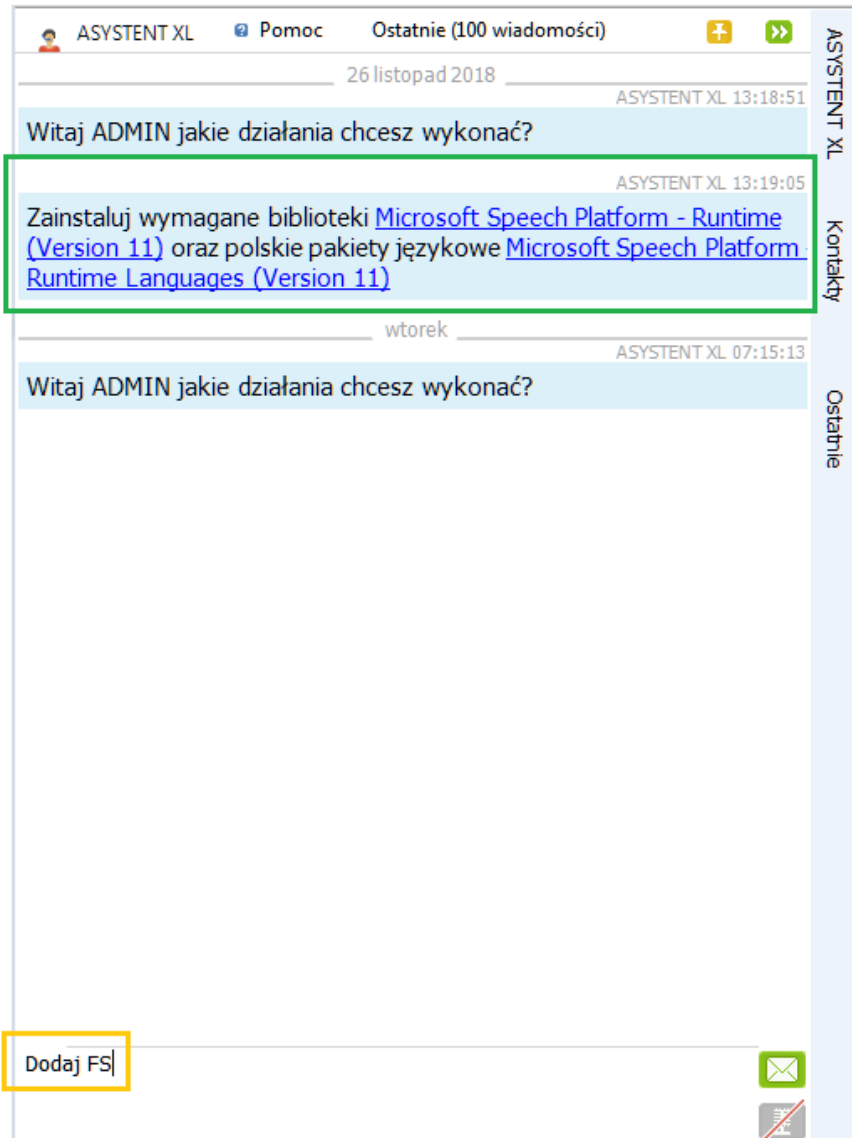 ASYSTENT XL Pomoc Ostatnie (100 wiadomości)
26 listopad 2018
ASYSTENT XL 13:18:51
Witaj ADMIN jakie działania chcesz wykonać?
ASYSTENT XL 13:19:05
Zainstaluj wymagane biblioteki Microsoft Speech Platform - Runtime
(Version 11) oraz polskie pakiety językowe Microsoft Speech Platform -
Runtime Languages (Version 11)
wtorek
ASYSTENT XL 07:15:13
Witaj ADMIN jakie działania chcesz wykonać?
Dodaj FS
ASYSTENT XL
Kontakty
Ostatnie